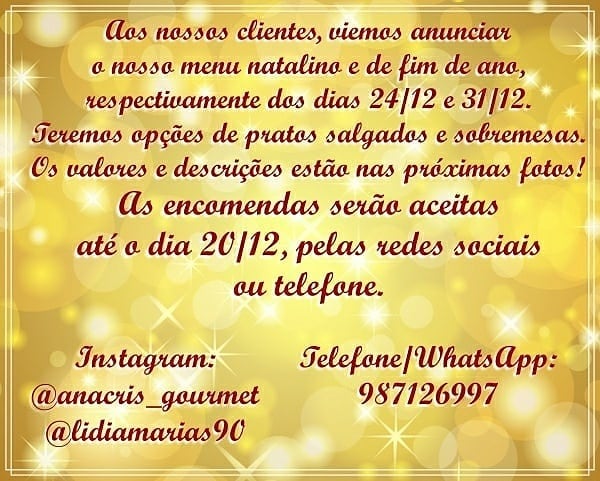 Aos nossos clientes, viemos anunciar
o nosso menu natalino e de fim de ano,
respectivamente dos dias 24/12 e 31/12.
Teremos opções de pratos salgados e sobremesas.
Os valores e descrições estão nas próximas fotos!
As encomendas serão aceitas
até o dia 20/12, pelas redes sociais
ou telefone.
Instagram:
@anacris_gourmet
@lidiamarias90
Telefone/WhatsApp:
987126997